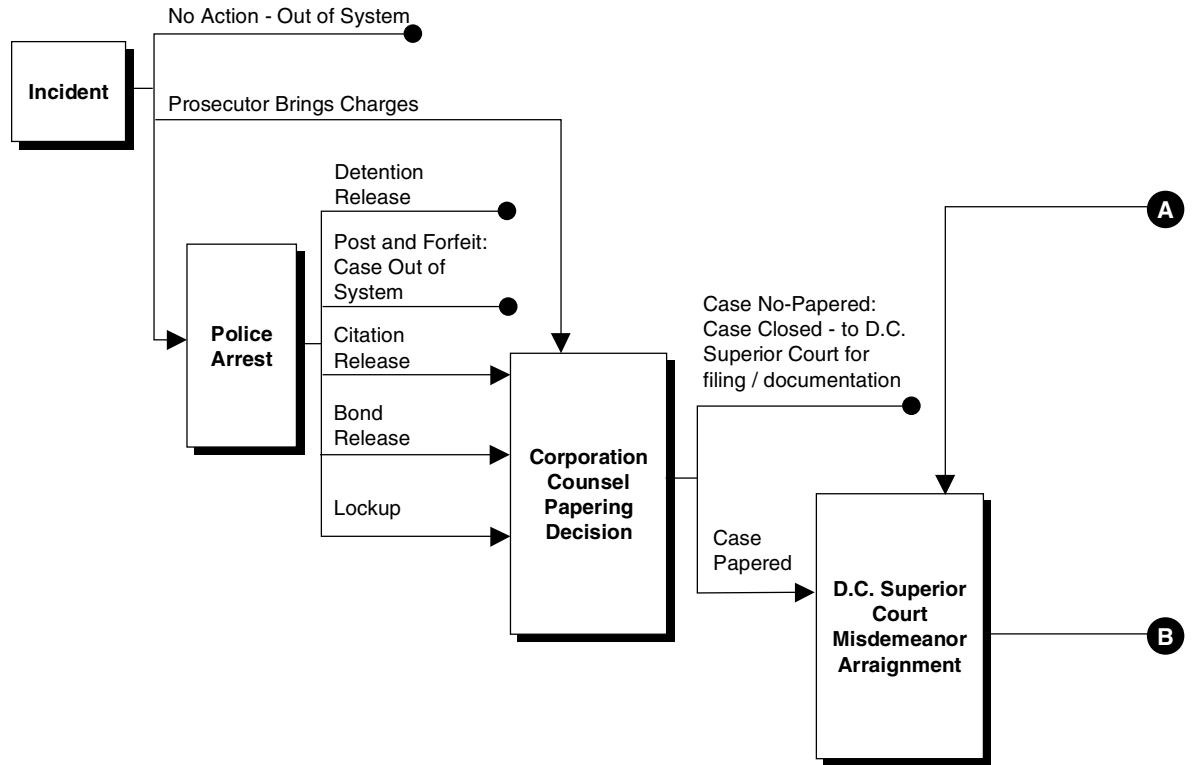 No Action - Out of System
Incident
Prosecutor Brings Charges
Detention
Release
A
Post and Forfeit:
Case Out of
System
Police
Arrest
Citation
Release
Case No-Papered:
Case Closed - to D.C.
Superior Court for
filing / documentation
Bond
Release
Corporation
Counsel
Papering
Decision
Lockup
Case
Papered
D.C. Superior
Court
Misdemeanor
Arraignment
B